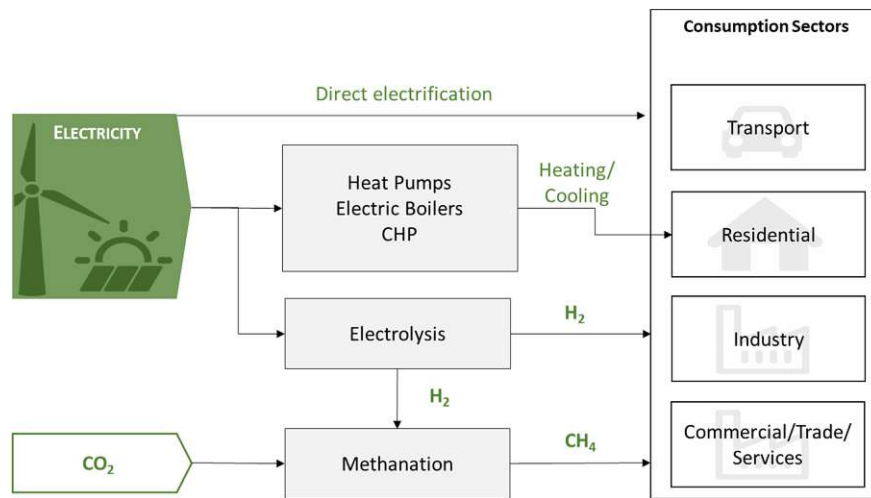 Consumption Sectors
Direct electrification
ELECTRICITY
Transport
Heat Pumps
Electric Boilers
CHP
Heating/
Cooling
Residential
Electrolysis
H₂
Industry
H₂
CO₂
Methanation
CH₄
Commercial/Trade/
Services